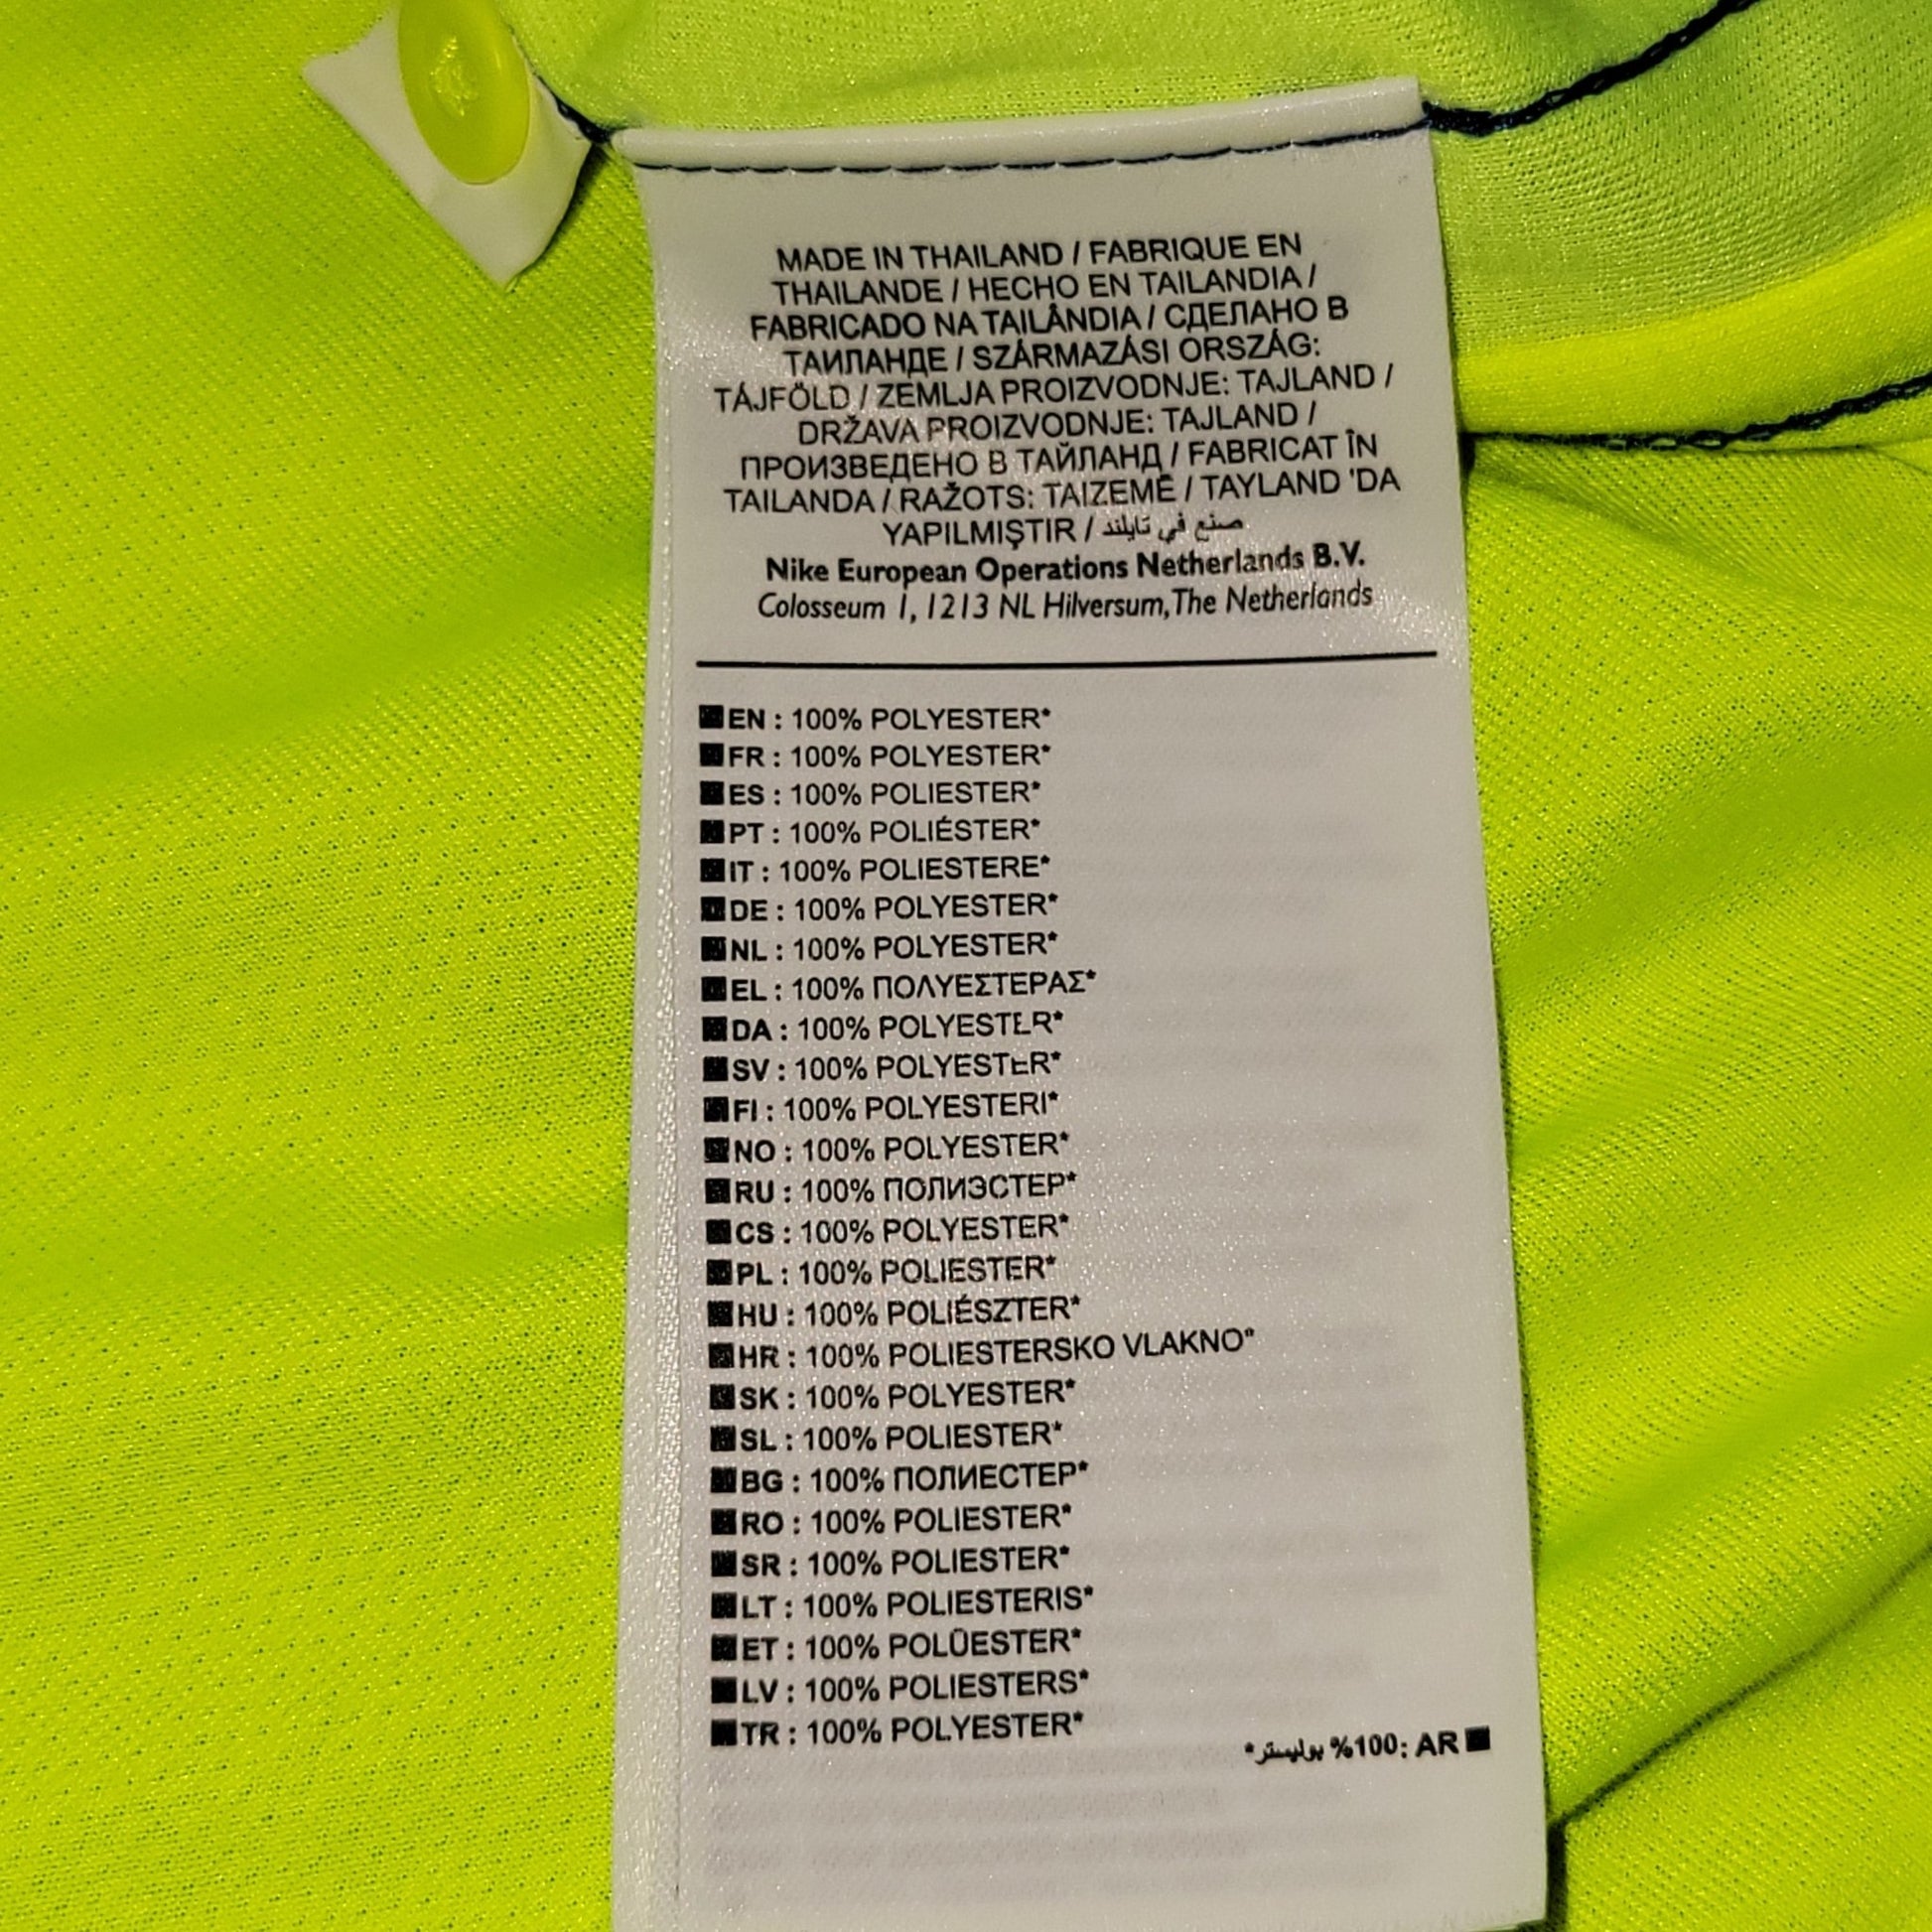 MADE IN THAILAND / FABRIQUE EN
THAILANDE / HECHO EN TAILANDIA /
FABRICADO NA TAILÂNDIA / СДЕЛАНО В
ТАИЛАНДЕ / SZÁRMAZÁSI ORSZÁG:
TÁJFÖLD / ZEMLJA PROIZVODNJE: TAJLAND /
DRŽAVA PROIZVODNJE: TAJLAND /
ПРОИЗВЕДЕНО В ТАЙЛАНД / FABRICAT ÎN
TAILANDA / RAŽOTS: TAIZEMĒ / TAYLAND 'DA
YAPILMIŞTIR / صنع في تايلند
Nike European Operations Netherlands B.V.
Colosseum 1, 1213 NL Hilversum, The Netherlands
EN : 100% POLYESTER*
FR : 100% POLYESTER*
ES : 100% POLIESTER*
PT : 100% POLIÉSTER*
IT : 100% POLIESTERE*
DE : 100% POLYESTER*
NL : 100% POLYESTER*
EL : 100% ΠΟΛΥΕΣΤΕΡΑΣ*
DA : 100% POLYESTER*
SV : 100% POLYESTER*
FI : 100% POLYESTERI*
NO : 100% POLYESTER*
RU : 100% ПОЛИЭСТЕР*
CS : 100% POLYESTER*
PL : 100% POLIESTER*
HU : 100% POLIÉSZTER*
HR : 100% POLIESTERSKO VLAKNO*
SK : 100% POLYESTER*
SL : 100% POLIESTER*
BG : 100% ПОЛИЕСТЕР*
RO : 100% POLIESTER*
SR : 100% POLIESTER*
LT : 100% POLIESTERIS*
ET : 100% POLÜESTER*
LV : 100% POLIESTERS*
TR : 100% POLYESTER*
AR :100% بوليستر*